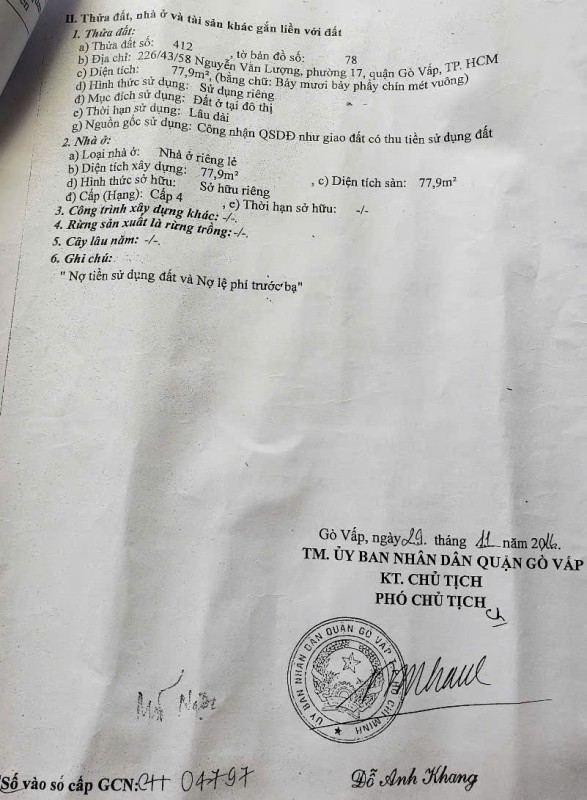 II. Thửa đất, nhà ở và tài sản khác gắn liền với đất
1. Thửa đất:
a) Thửa đất số: 412 , tờ bản đồ số: 78
b) Địa chỉ: 226/43/58 Nguyễn Văn Lượng, phường 17, quận Gò Vấp, TP. HCM
c) Diện tích: 77,9m², (bằng chữ: Bảy mươi bảy phẩy chín mét vuông)
d) Hình thức sử dụng: Sử dụng riêng
đ) Mục đích sử dụng: Đất ở tại đô thị
e) Thời hạn sử dụng: Lâu dài
g) Nguồn gốc sử dụng: Công nhận QSDĐ như giao đất có thu tiền sử dụng đất
2. Nhà ở:
a) Loại nhà ở: Nhà ở riêng lẻ
b) Diện tích xây dựng: 77,9m² , c) Diện tích sàn: 77,9m²
d) Hình thức sở hữu: Sở hữu riêng
đ) Cấp (Hạng): Cấp 4 , e) Thời hạn sở hữu: -/-
3. Công trình xây dựng khác: -/-.
4. Rừng sản xuất là rừng trồng: -/-.
5. Cây lâu năm: -/-.
6. Ghi chú:
" Nợ tiền sử dụng đất và Nợ lệ phí trước bạ"
Gò Vấp, ngày 29. tháng 11 năm 2016.
TM. ỦY BAN NHÂN DÂN QUẬN GÒ VẤP
KT. CHỦ TỊCH
PHÓ CHỦ TỊCH
ỦY BAN NHÂN DÂN QUẬN GÒ VẤP CHÍ MINH
Đỗ Anh Khang
Số vào sổ cấp GCN: CH 04797